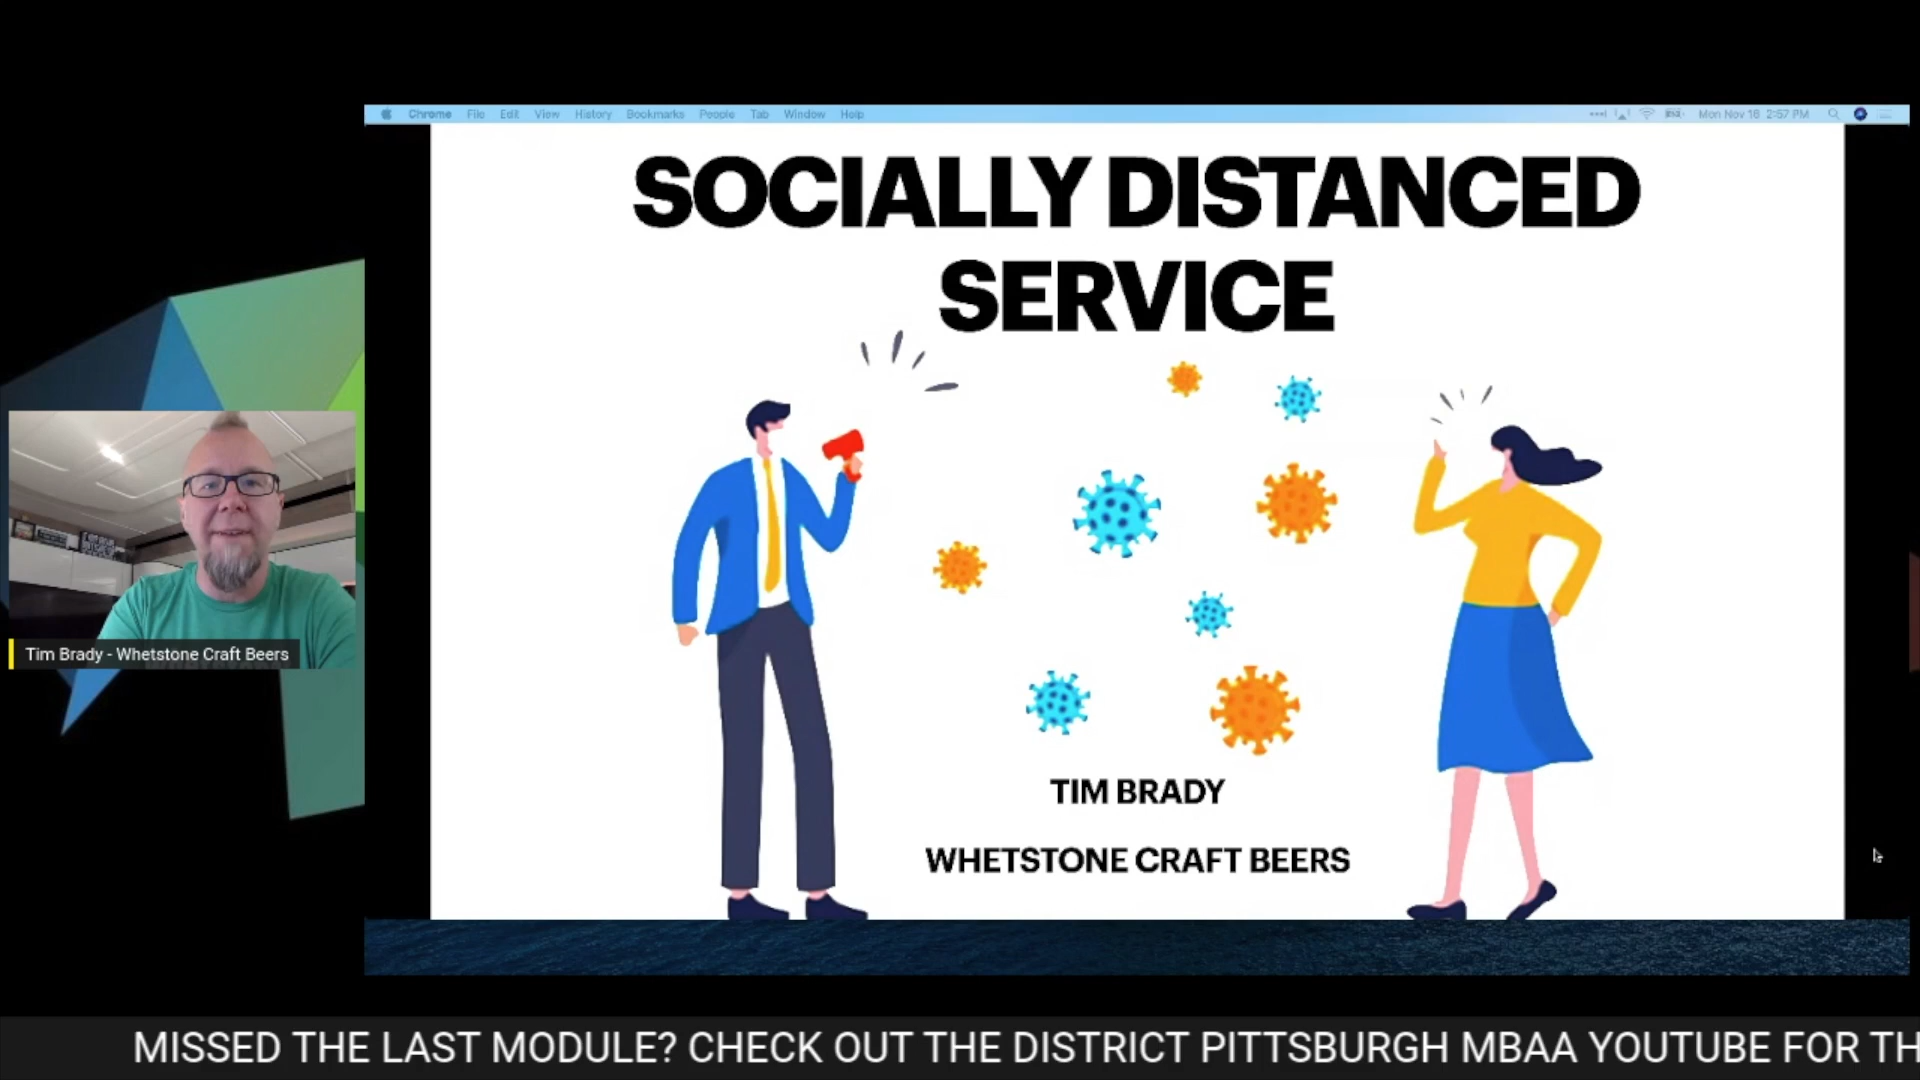 Chrome File Edit View History Bookmarks People Tab Window Help
Mon Nov 16 2:57 PM
SOCIALLY DISTANCED
SERVICE
Tim Brady - Whetstone Craft Beers
TIM BRADY
WHETSTONE CRAFT BEERS
MISSED THE LAST MODULE? CHECK OUT THE DISTRICT PITTSBURGH MBAA YOUTUBE FOR TH